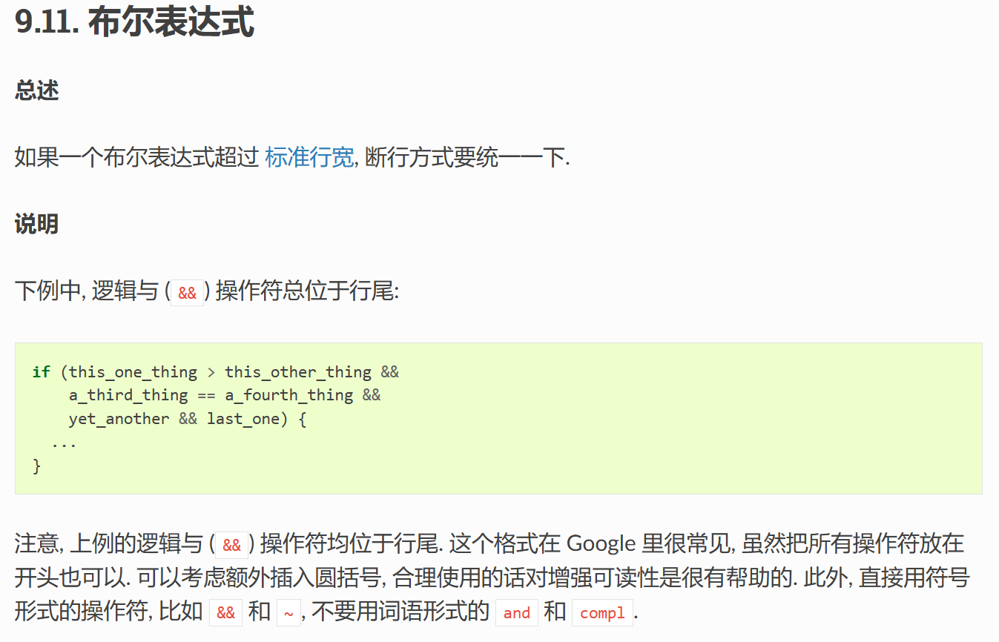 9.11. 布尔表达式
总述
如果一个布尔表达式超过 标准行宽, 断行方式要统一一下.
说明
下例中, 逻辑与 ( && ) 操作符总位于行尾:
if (this_one_thing > this_other_thing &&
    a_third_thing == a_fourth_thing &&
    yet_another && last_one) {
  ...
}
注意, 上例的逻辑与 ( && ) 操作符均位于行尾. 这个格式在 Google 里很常见, 虽然把所有操作符放在
开头也可以. 可以考虑额外插入圆括号, 合理使用的话对增强可读性是很有帮助的. 此外, 直接用符号
形式的操作符, 比如 && 和 ~, 不要用词语形式的 and 和 compl.